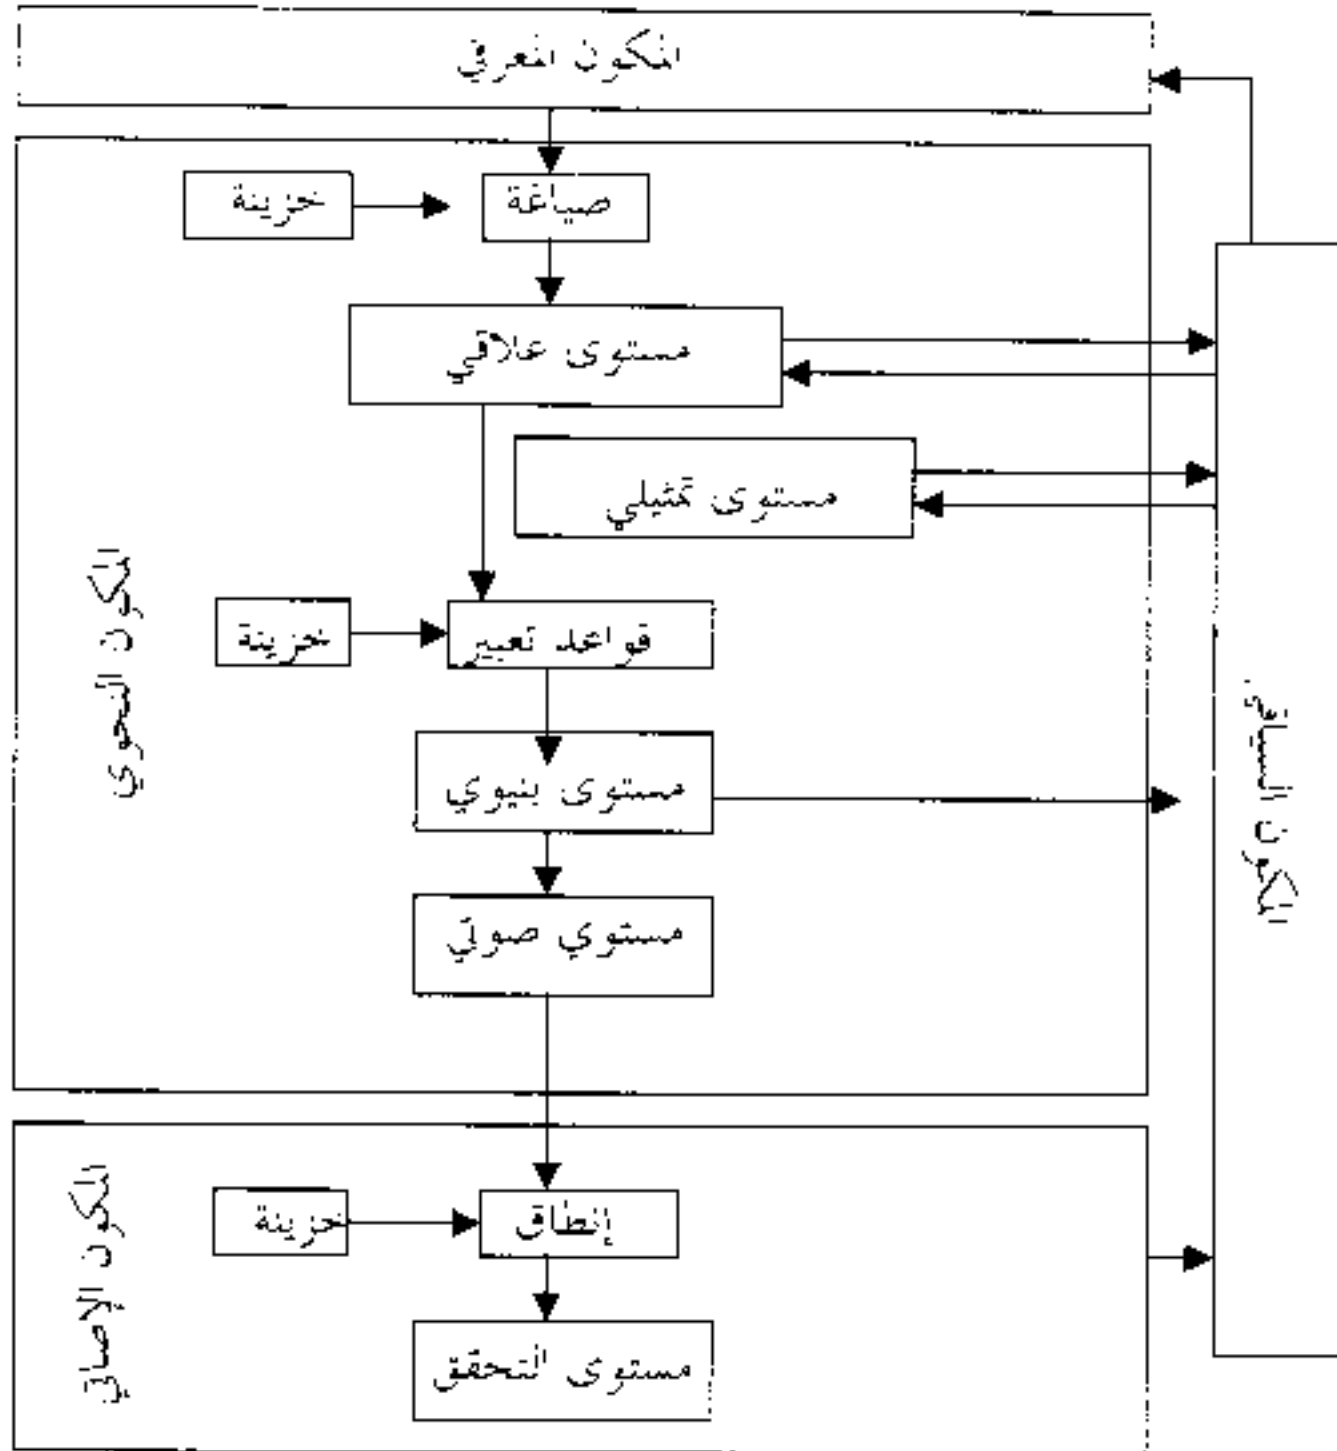 المكون المعرفي
خزينة
صياغة
مستوى علاقي
مستوى تمثيلي
المكون النحوي
خزينة
قواعد تعبير
مستوى بنيوي
المكون السياقي
مستوي صوتي
المكون الإصاتي
خزينة
إنطاق
مستوى التحقق